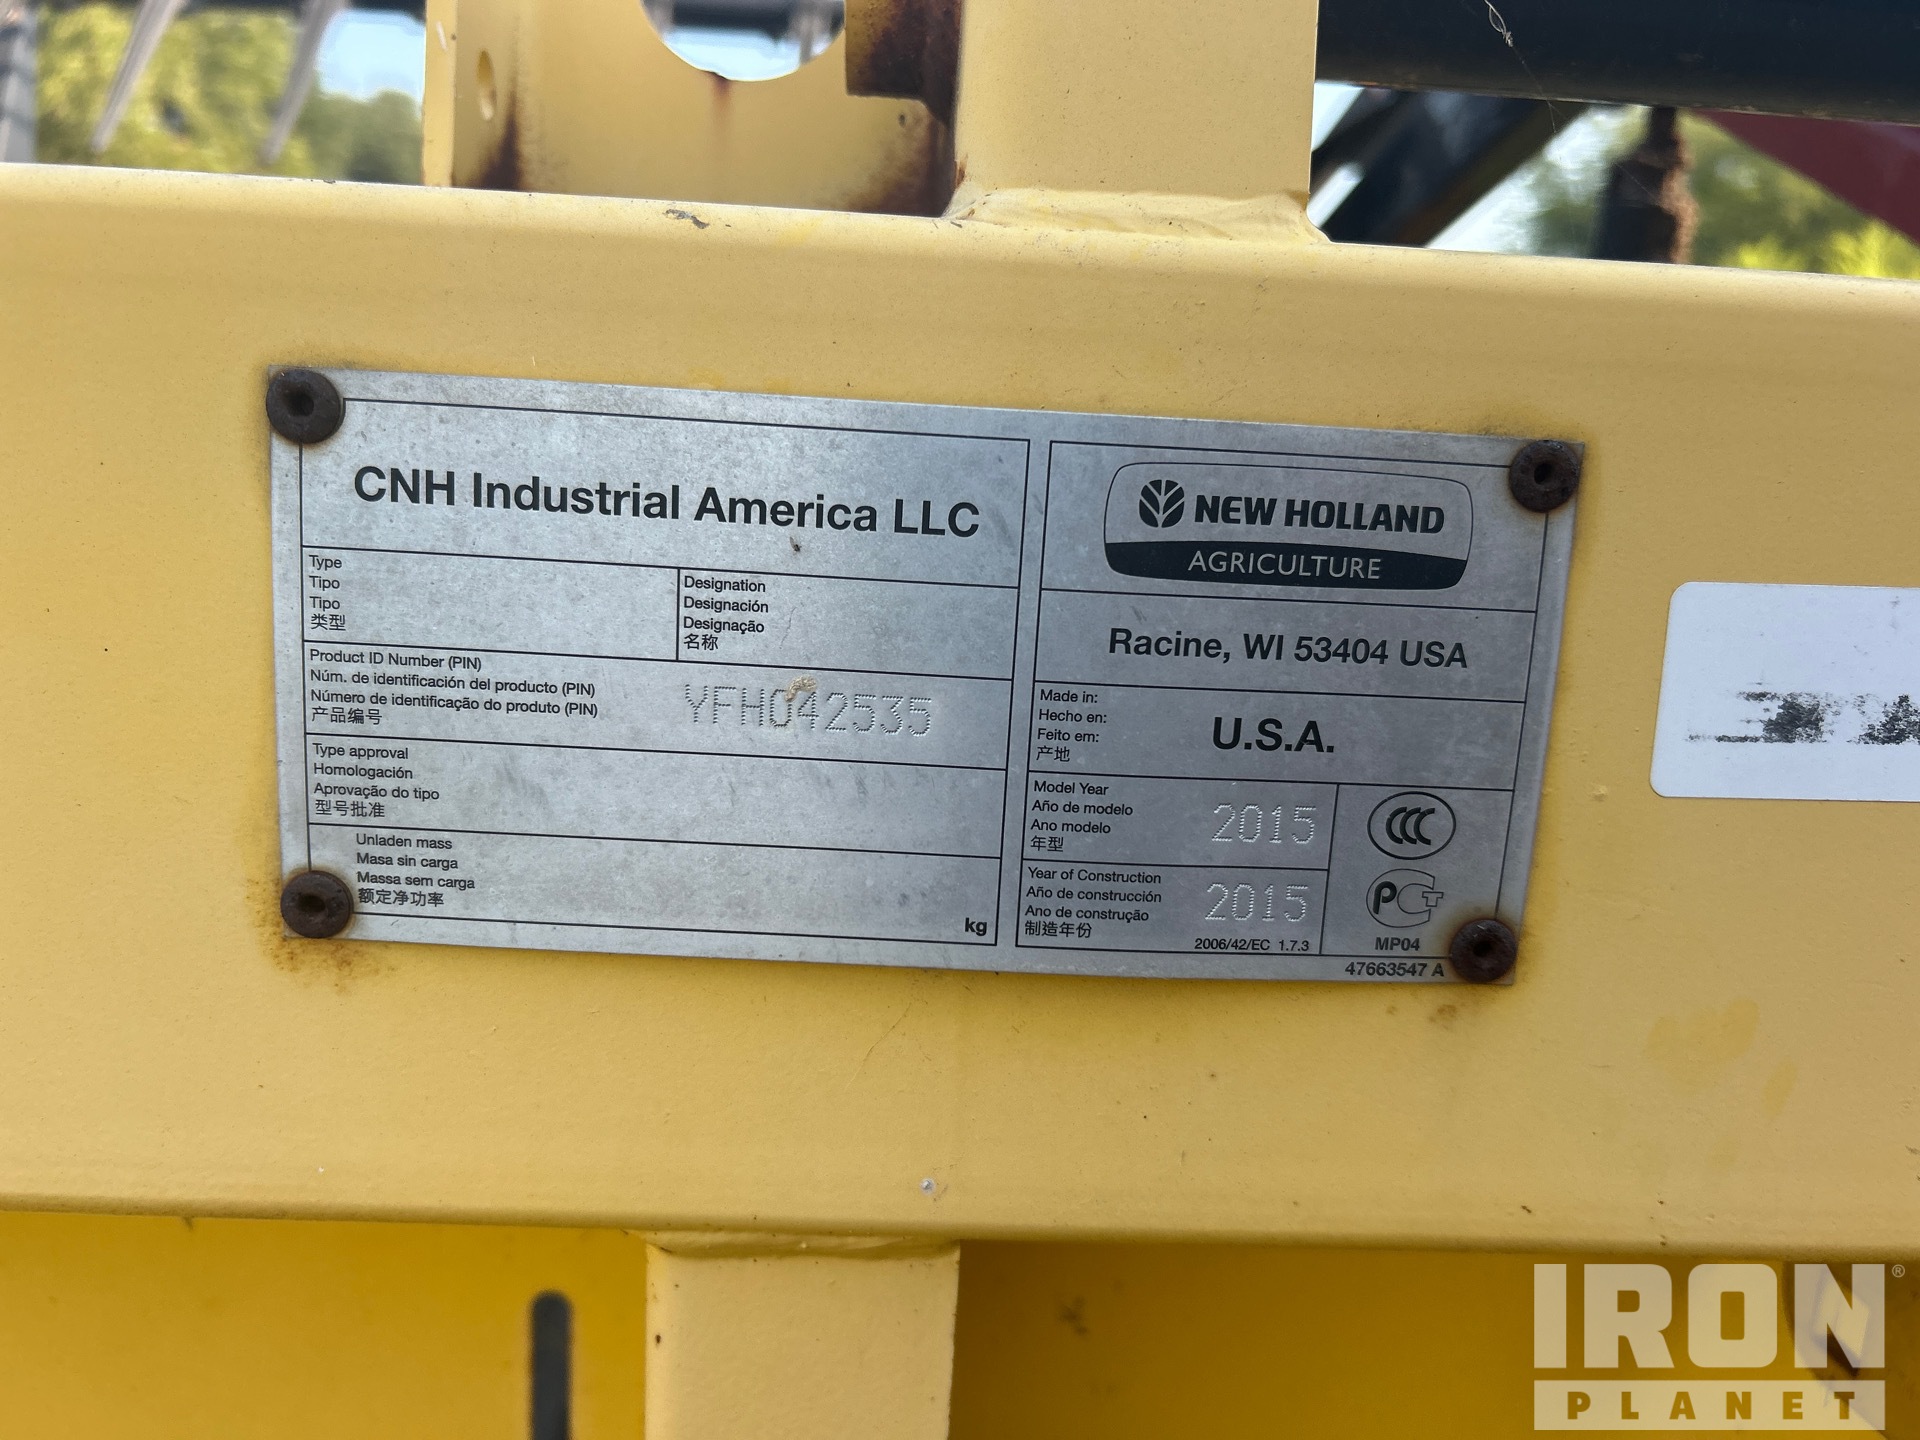 CNH Industrial America LLC
Type
Tipo
Tipo
类型
Designation
Designación
Designação
名称
Product ID Number (PIN)
Núm. de identificación del producto (PIN)
Número de identificação do produto (PIN)
产品编号
YFH042535
Type approval
Homologación
Aprovação do tipo
型号批准
Unladen mass
Masa sin carga
Massa sem carga
额定净功率
kg
NEW HOLLAND
AGRICULTURE
Racine, WI 53404 USA
Made in:
Hecho en:
Feito em:
产地
U.S.A.
Model Year
Año de modelo
Ano modelo
年型
2015
Year of Construction
Año de construcción
Ano de construção
制造年份
2015
2006/42/EC 1.7.3
CCC
PCT
MP04
47663547 A
IRON
PLANET
®